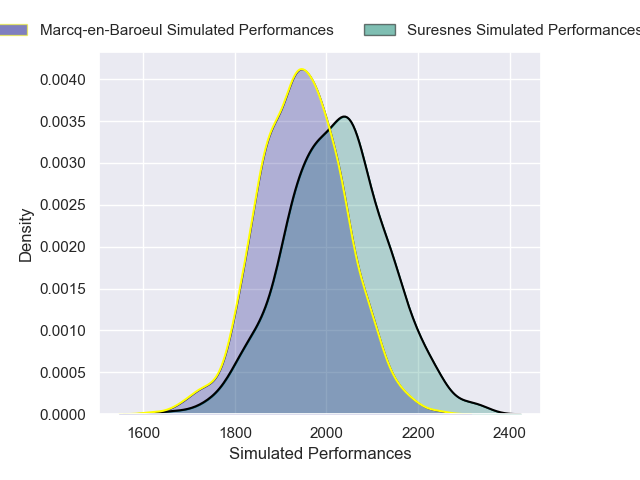 Marcq-en-Baroeul Simulated Performances
Suresnes Simulated Performances
0.0040
0.0035
0.0030
0.0025
0.0020
0.0015
0.0010
0.0005
0.0000
Density
1600 1800 2000 2200 2400
Simulated Performances